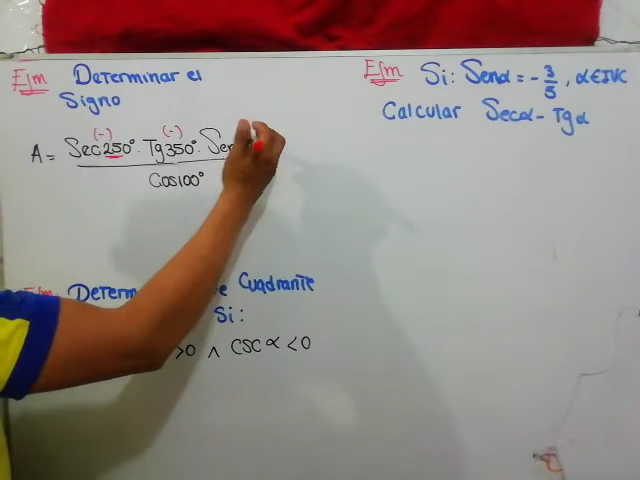 Ejm Determinar el
Signo
(-) (-)
A = Sec250°. Tg350°. Sen
Cos100°
Ejm Determ e Cuadrante
Si:
>0 ∧ CSC α < 0
Ejm Si: Senα = -3/5, α ∈ IVC
Calcular Secα - Tgα